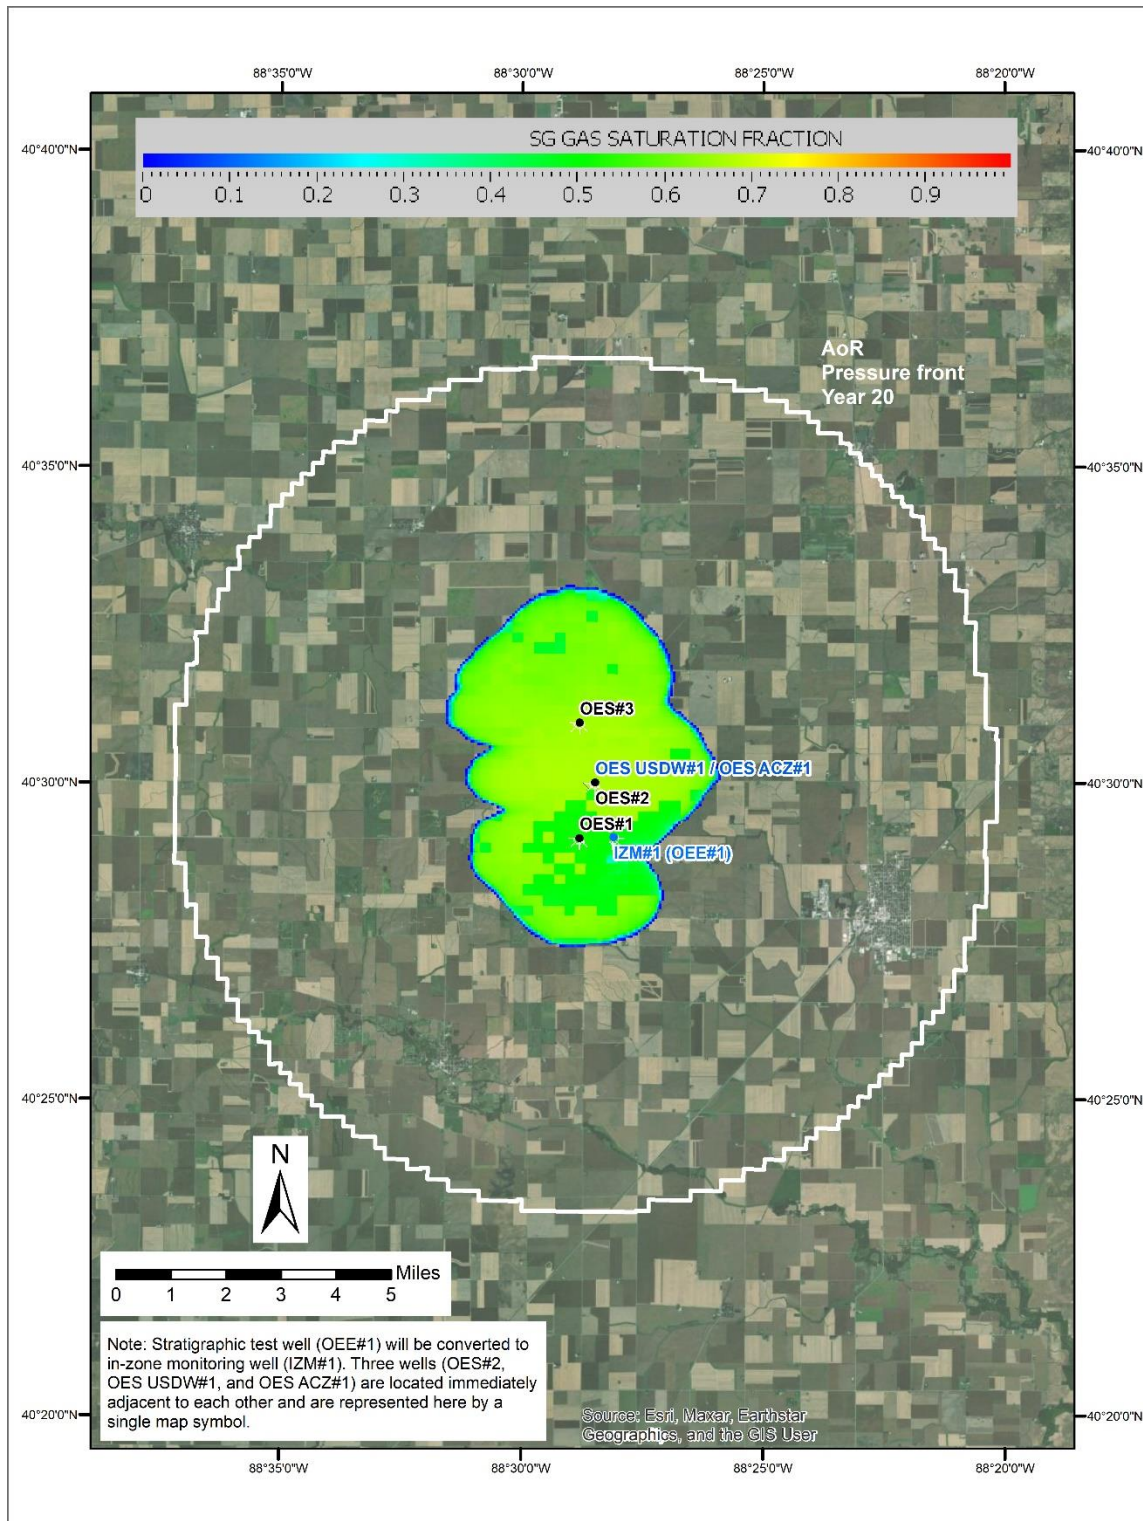 88°35'0"W 88°30'0"W 88°25'0"W 88°20'0"W
SG GAS SATURATION FRACTION
0 0.1 0.2 0.3 0.4 0.5 0.6 0.7 0.8 0.9
40°40'0"N 40°40'0"N
AoR
Pressure front
Year 20
40°35'0"N 40°35'0"N
OES#3
OES USDW#1 / OES ACZ#1
40°30'0"N 40°30'0"N
OES#2
OES#1
IZM#1 (OEE#1)
40°25'0"N 40°25'0"N
N
Miles
0 1 2 3 4 5
Note: Stratigraphic test well (OEE#1) will be converted to
in-zone monitoring well (IZM#1). Three wells (OES#2,
OES USDW#1, and OES ACZ#1) are located immediately
adjacent to each other and are represented here by a
single map symbol.
Source: Esri, Maxar, Earthstar
Geographics, and the GIS User
40°20'0"N 40°20'0"N
88°35'0"W 88°30'0"W 88°25'0"W 88°20'0"W